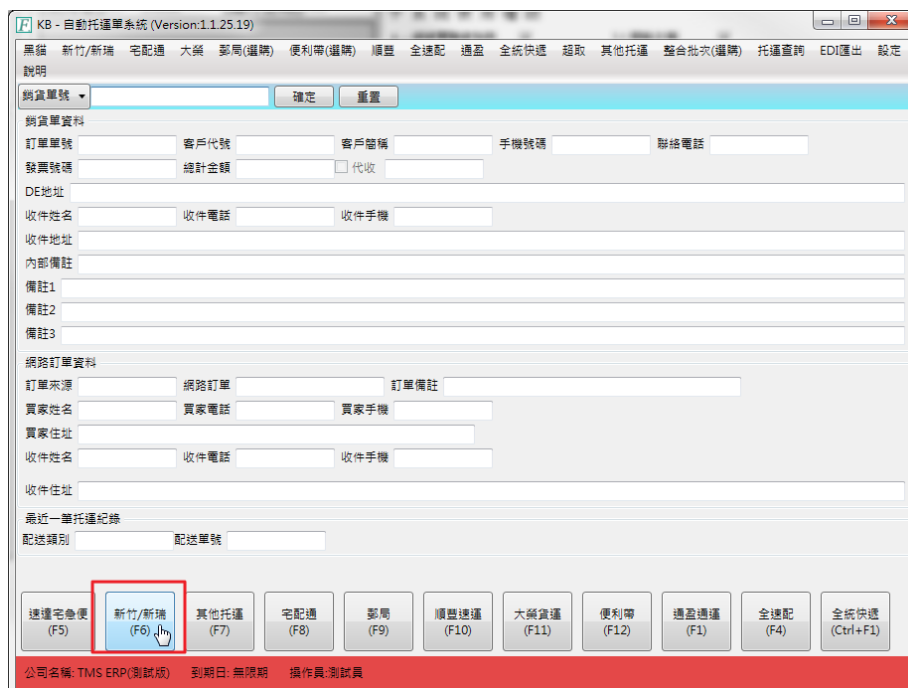 KB - 自動托運單系統 (Version:1.1.25.19)
黑貓 新竹/新瑞 宅配通 大榮 郵局(選購) 便利帶(選購) 順豐 全速配 通盈 全統快遞 超取 其他托運 整合批次(選購) 托運查詢 EDI匯出 設定
說明
銷貨單號 確定 重置
銷貨單資料
訂單單號 客戶代號 客戶簡稱 手機號碼 聯絡電話
發票號碼 總計金額 代收
DE地址
收件姓名 收件電話 收件手機
收件地址
內部備註
備註1
備註2
備註3
網路訂單資料
訂單來源 網路訂單 訂單備註
買家姓名 買家電話 買家手機
買家住址
收件姓名 收件電話 收件手機
收件住址
最近一筆托運紀錄
配送類別 配送單號
速達宅急便 新竹/新瑞 其他托運 宅配通 郵局 順豐速運 大榮貨運 便利帶 通盈通運 全速配 全統快遞
(F5) (F6) (F7) (F8) (F9) (F10) (F11) (F12) (F1) (F4) (Ctrl+F1)
公司名稱: TMS ERP(測試版) 到期日: 無限期 操作員:測試員